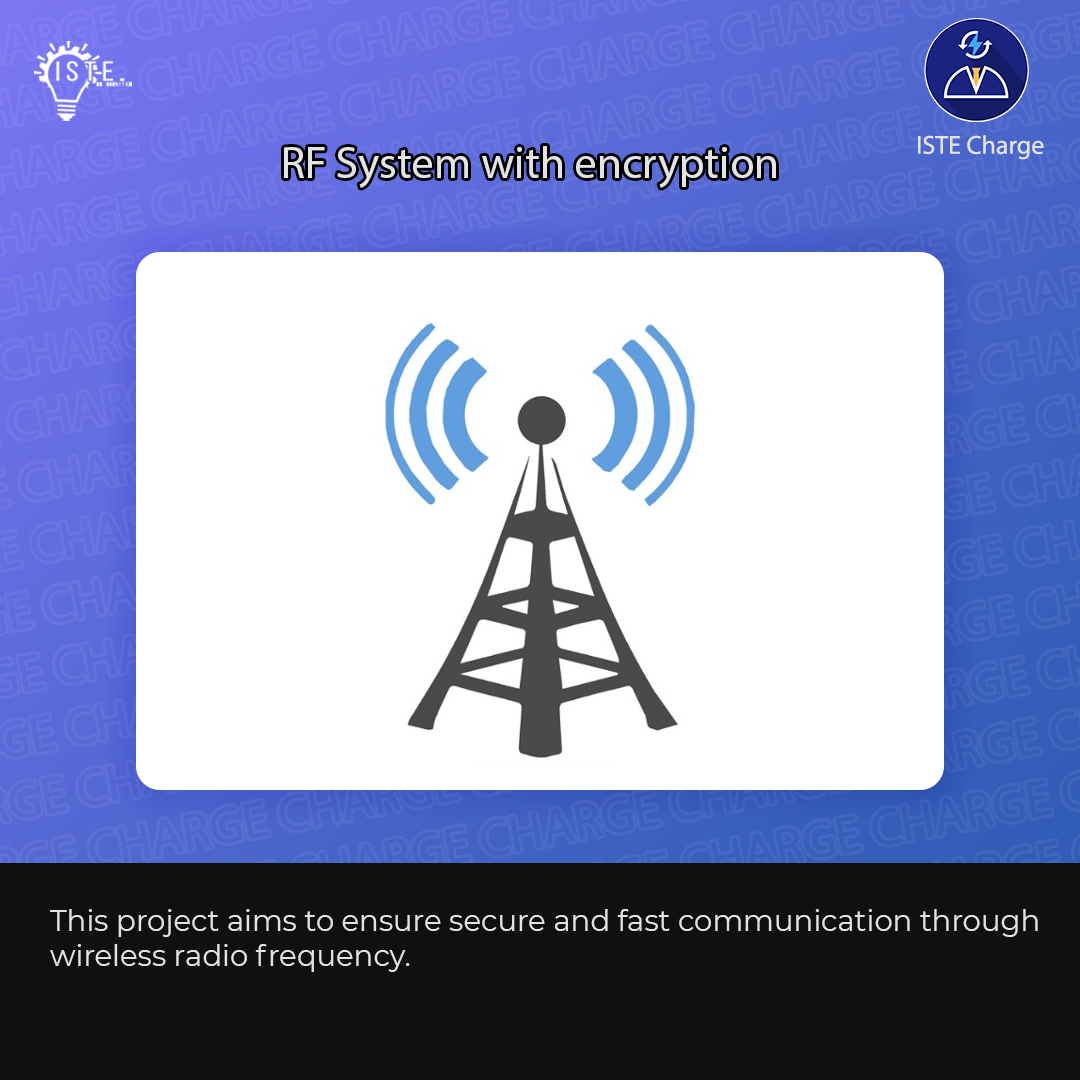 ISTE
ISTE Charge
RF System with encryption
CHARGE
This project aims to ensure secure and fast communication through
wireless radio frequency.